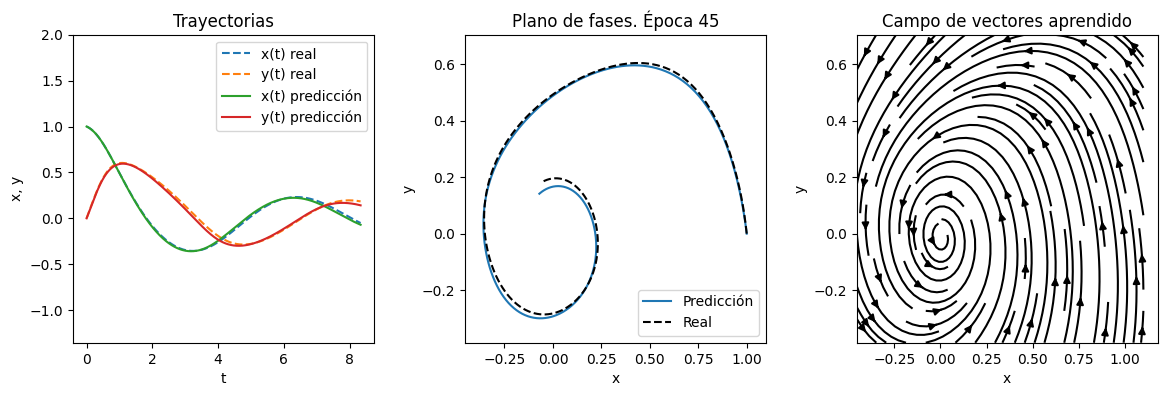 Trayectorias
2.0
1.5
1.0
0.5
0.0
−0.5
−1.0
x, y
0 2 4 6 8
t
x(t) real
y(t) real
x(t) predicción
y(t) predicción
Plano de fases. Época 45
0.6
0.4
0.2
0.0
−0.2
y
−0.25 0.00 0.25 0.50 0.75 1.00
x
Predicción
Real
Campo de vectores aprendido
0.6
0.4
0.2
0.0
−0.2
y
−0.25 0.00 0.25 0.50 0.75 1.00
x